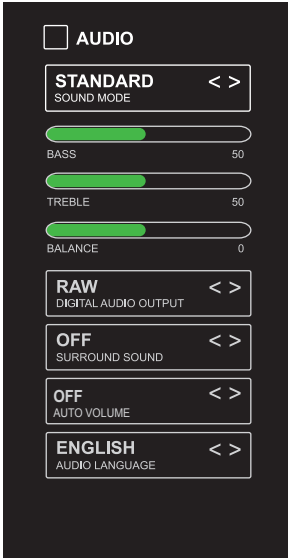 AUDIO
STANDARD < >
SOUND MODE
BASS 50
TREBLE 50
BALANCE 0
RAW < >
DIGITAL AUDIO OUTPUT
OFF < >
SURROUND SOUND
OFF < >
AUTO VOLUME
ENGLISH < >
AUDIO LANGUAGE